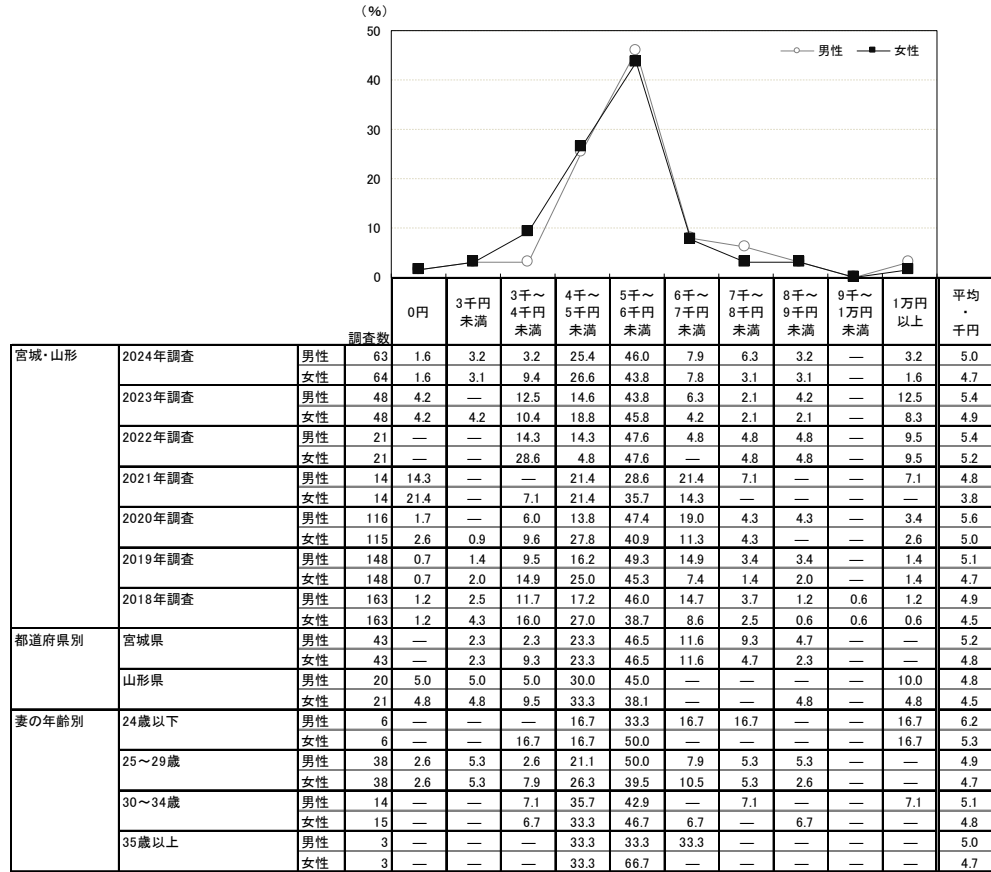 （%）
50
40
30
20
10
0
男性 女性
調査数 0円 3千円未満 3千～4千円未満 4千～5千円未満 5千～6千円未満 6千～7千円未満 7千～8千円未満 8千～9千円未満 9千～1万円未満 1万円以上 平均・千円
宮城・山形 2024年調査 男性 63 1.6 3.2 3.2 25.4 46.0 7.9 6.3 3.2 — 3.2 5.0
女性 64 1.6 3.1 9.4 26.6 43.8 7.8 3.1 3.1 — 1.6 4.7
2023年調査 男性 48 4.2 — 12.5 14.6 43.8 6.3 2.1 4.2 — 12.5 5.4
女性 48 4.2 4.2 10.4 18.8 45.8 4.2 2.1 2.1 — 8.3 4.9
2022年調査 男性 21 — — 14.3 14.3 47.6 4.8 4.8 4.8 — 9.5 5.4
女性 21 — — 28.6 4.8 47.6 — 4.8 4.8 — 9.5 5.2
2021年調査 男性 14 14.3 — — 21.4 28.6 21.4 7.1 — — 7.1 4.8
女性 14 21.4 — 7.1 21.4 35.7 14.3 — — — — 3.8
2020年調査 男性 116 1.7 — 6.0 13.8 47.4 19.0 4.3 4.3 — 3.4 5.6
女性 115 2.6 0.9 9.6 27.8 40.9 11.3 4.3 — — 2.6 5.0
2019年調査 男性 148 0.7 1.4 9.5 16.2 49.3 14.9 3.4 3.4 — 1.4 5.1
女性 148 0.7 2.0 14.9 25.0 45.3 7.4 1.4 2.0 — 1.4 4.7
2018年調査 男性 163 1.2 2.5 11.7 17.2 46.0 14.7 3.7 1.2 0.6 1.2 4.9
女性 163 1.2 4.3 16.0 27.0 38.7 8.6 2.5 0.6 0.6 0.6 4.5
都道府県別 宮城県 男性 43 — 2.3 2.3 23.3 46.5 11.6 9.3 4.7 — — 5.2
女性 43 — 2.3 9.3 23.3 46.5 11.6 4.7 2.3 — — 4.8
山形県 男性 20 5.0 5.0 5.0 30.0 45.0 — — — — 10.0 4.8
女性 21 4.8 4.8 9.5 33.3 38.1 — — 4.8 — 4.8 4.5
妻の年齢別 24歳以下 男性 6 — — — 16.7 33.3 16.7 16.7 — — 16.7 6.2
女性 6 — — 16.7 16.7 50.0 — — — — 16.7 5.3
25～29歳 男性 38 2.6 5.3 2.6 21.1 50.0 7.9 5.3 5.3 — — 4.9
女性 38 2.6 5.3 7.9 26.3 39.5 10.5 5.3 2.6 — — 4.7
30～34歳 男性 14 — — 7.1 35.7 42.9 — 7.1 — — 7.1 5.1
女性 15 — — 6.7 33.3 46.7 6.7 — 6.7 — — 4.8
35歳以上 男性 3 — — — 33.3 33.3 33.3 — — — — 5.0
女性 3 — — — 33.3 66.7 — — — — — 4.7